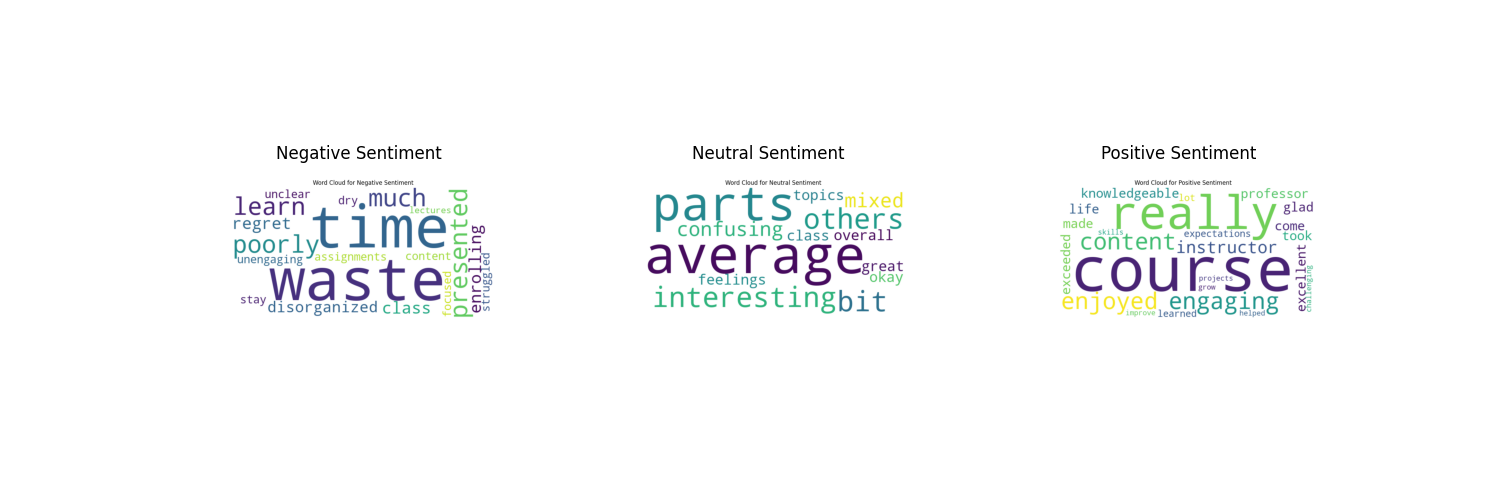 Negative Sentiment
Neutral Sentiment
Positive Sentiment
Word Cloud for Negative Sentiment
unclear
dry
much
learn
lectures
regret
time
poorly
unengaging
assignments
content
waste
stay
disorganized
class
focused
presented
enrolling
struggled
Word Cloud for Neutral Sentiment
parts
topics
mixed
others
confusing
class
overall
average
great
feelings
okay
interesting
bit
Word Cloud for Positive Sentiment
knowledgeable
lot
professor
life
really
glad
made
skills
expectations
come
took
content
instructor
exceeded
course
projects
grow
excellent
challenging
enjoyed
engaging
improve
learned
helped